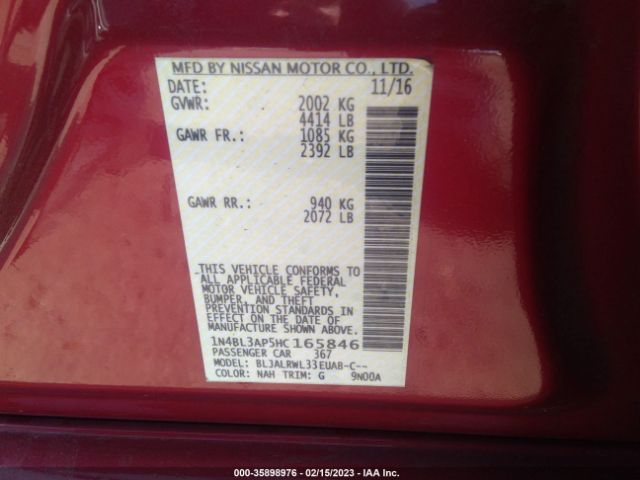 MFD BY NISSAN MOTOR CO., LTD.
DATE: 11/16
GVWR: 2002 KG
4414 LB
GAWR FR.: 1085 KG
2392 LB
GAWR RR.: 940 KG
2072 LB
THIS VEHICLE CONFORMS TO
ALL APPLICABLE FEDERAL
MOTOR VEHICLE SAFETY,
BUMPER, AND THEFT
PREVENTION STANDARDS IN
EFFECT ON THE DATE OF
MANUFACTURE SHOWN ABOVE.
1N4BL3AP5HC165846
PASSENGER CAR 367
MODEL: BLJALRWL33EUAB-C--
COLOR: NAH TRIM: G 9N00A
000-35898976 - 02/15/2023 - IAA Inc.